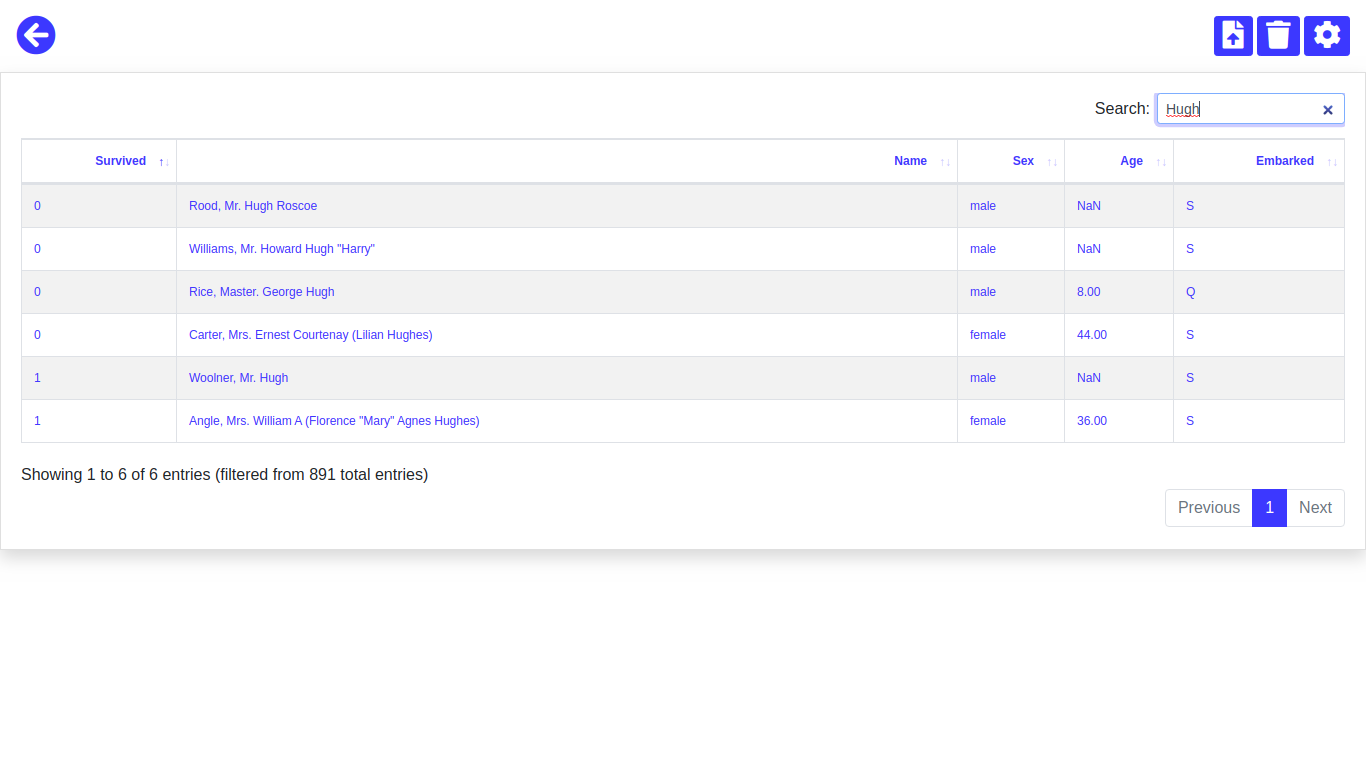 Search: Hugh
Survived Name Sex Age Embarked
0 Rood, Mr. Hugh Roscoe male NaN S
0 Williams, Mr. Howard Hugh "Harry" male NaN S
0 Rice, Master. George Hugh male 8.00 Q
0 Carter, Mrs. Ernest Courtenay (Lilian Hughes) female 44.00 S
1 Woolner, Mr. Hugh male NaN S
1 Angle, Mrs. William A (Florence "Mary" Agnes Hughes) female 36.00 S
Showing 1 to 6 of 6 entries (filtered from 891 total entries)
Previous 1 Next